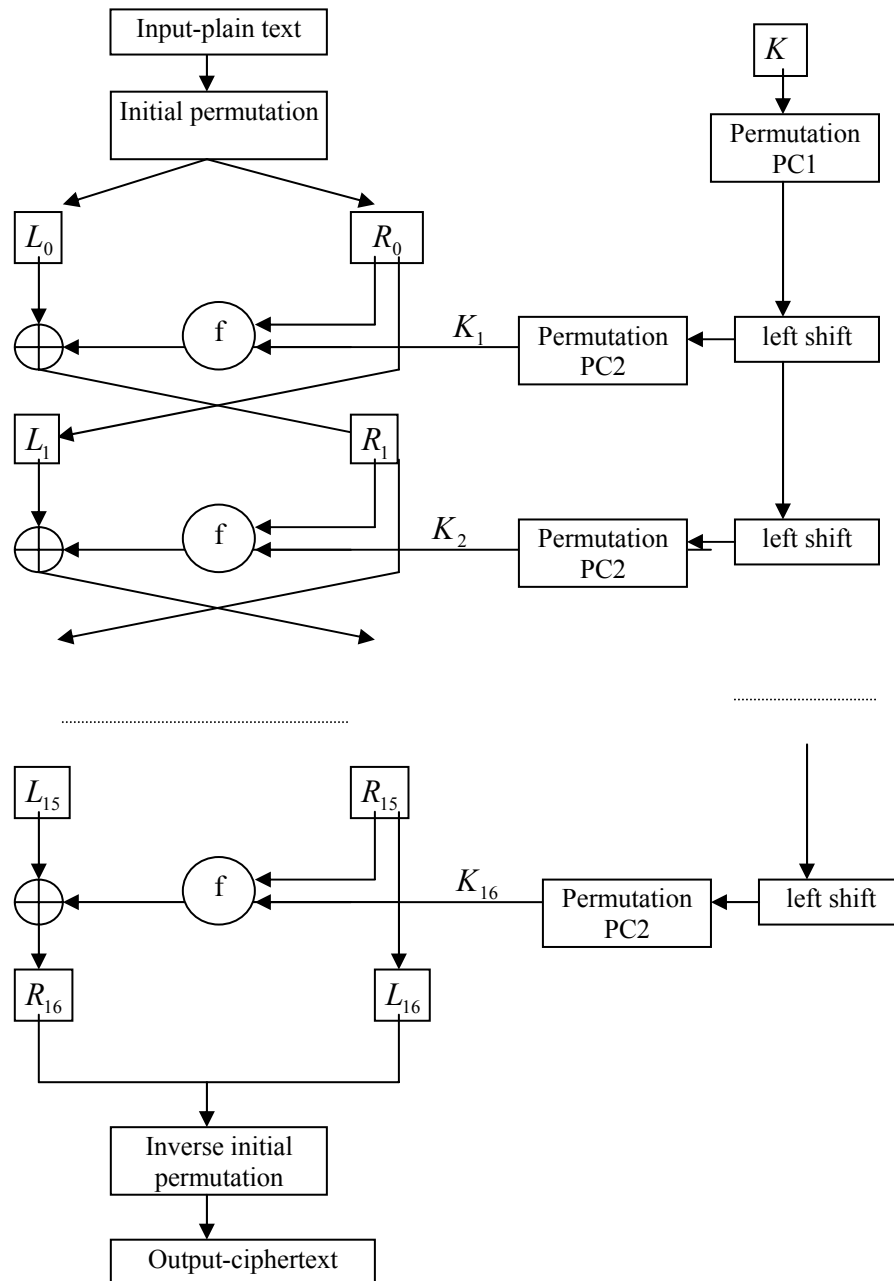 Input-plain text
K
Initial permutation
Permutation
PC1
L₀
R₀
f
K₁
Permutation
PC2
left shift
L₁
R₁
f
K₂
Permutation
PC2
left shift
L₁₅
R₁₅
f
K₁₆
Permutation
PC2
left shift
R₁₆
L₁₆
Inverse initial
permutation
Output-ciphertext